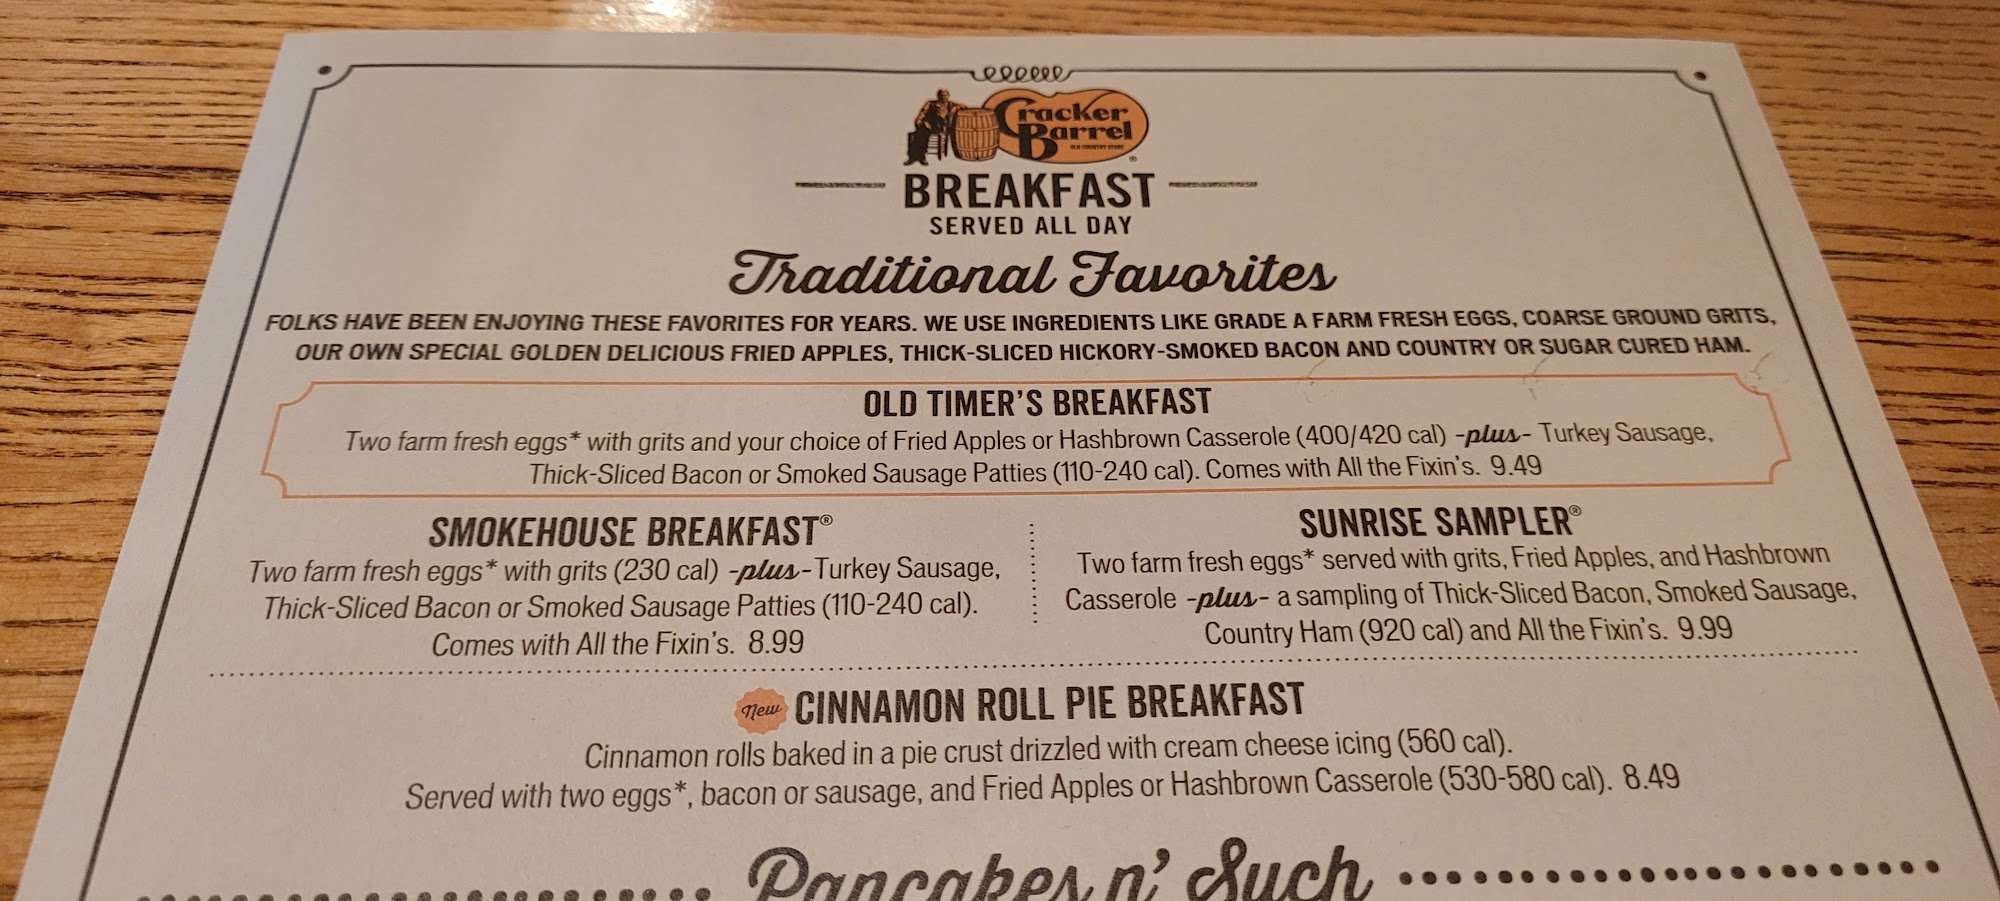 Cracker
Barrel
OLD COUNTRY STORE
®
BREAKFAST
SERVED ALL DAY
Traditional Favorites
FOLKS HAVE BEEN ENJOYING THESE FAVORITES FOR YEARS. WE USE INGREDIENTS LIKE GRADE A FARM FRESH EGGS, COARSE GROUND GRITS,
OUR OWN SPECIAL GOLDEN DELICIOUS FRIED APPLES, THICK-SLICED HICKORY-SMOKED BACON AND COUNTRY OR SUGAR CURED HAM.
OLD TIMER'S BREAKFAST
Two farm fresh eggs* with grits and your choice of Fried Apples or Hashbrown Casserole (400/420 cal) -plus- Turkey Sausage,
Thick-Sliced Bacon or Smoked Sausage Patties (110-240 cal). Comes with All the Fixin's. 9.49
SMOKEHOUSE BREAKFAST®
Two farm fresh eggs* with grits (230 cal) -plus- Turkey Sausage,
Thick-Sliced Bacon or Smoked Sausage Patties (110-240 cal).
Comes with All the Fixin's. 8.99
SUNRISE SAMPLER®
Two farm fresh eggs* served with grits, Fried Apples, and Hashbrown
Casserole -plus- a sampling of Thick-Sliced Bacon, Smoked Sausage,
Country Ham (920 cal) and All the Fixin's. 9.99
New CINNAMON ROLL PIE BREAKFAST
Cinnamon rolls baked in a pie crust drizzled with cream cheese icing (560 cal).
Served with two eggs*, bacon or sausage, and Fried Apples or Hashbrown Casserole (530-580 cal). 8.49
Pancakes n' Such